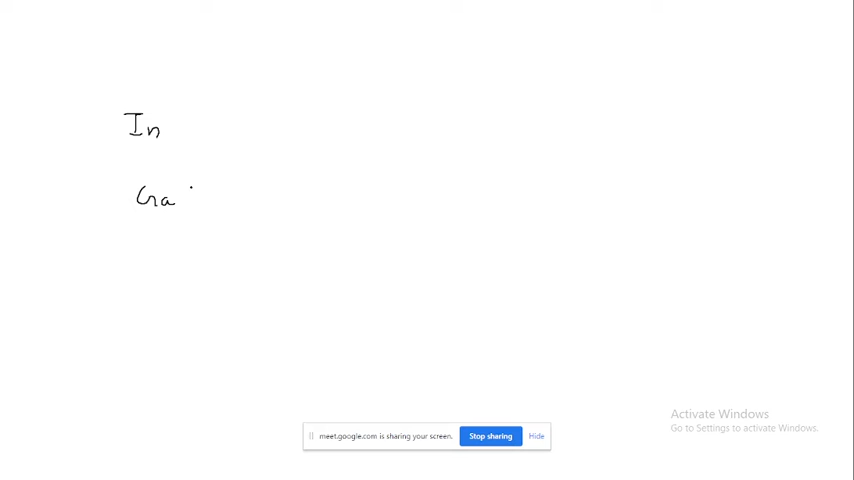 In
Ga
meet.google.com is sharing your screen. Stop sharing Hide
Activate Windows
Go to Settings to activate Windows.